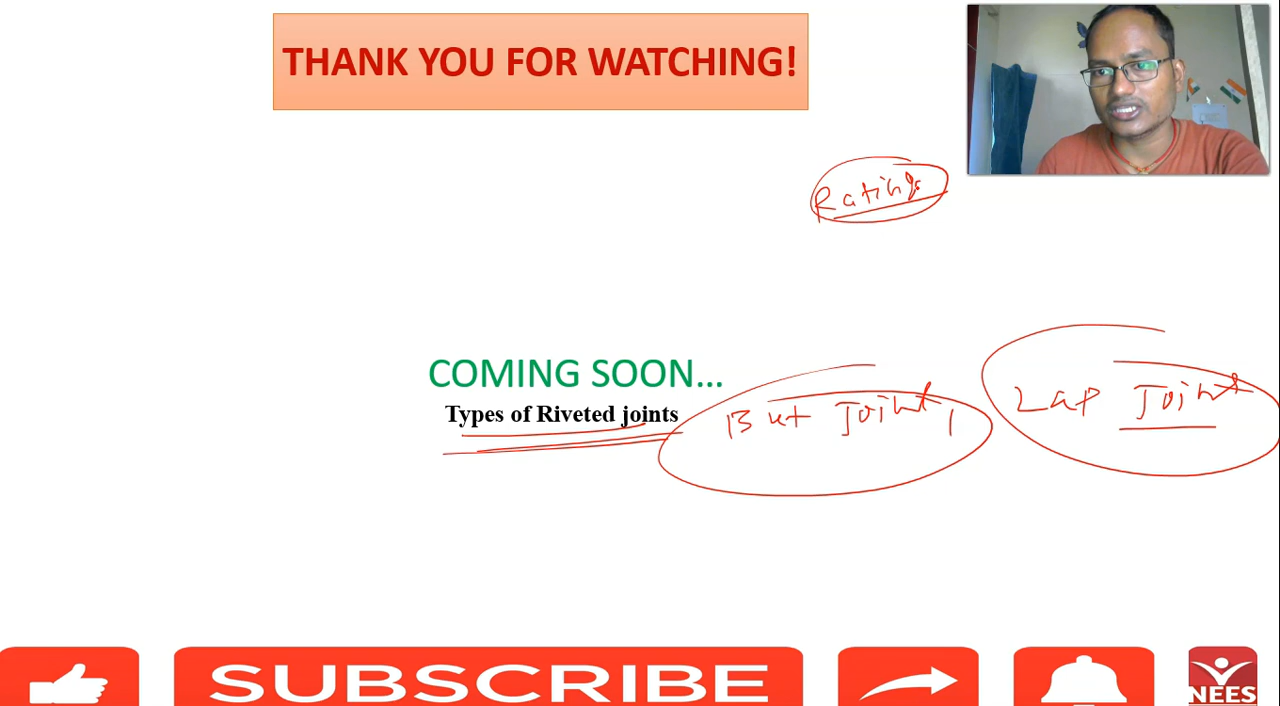 THANK YOU FOR WATCHING!
Ratings
COMING SOON...
Types of Riveted joints
But Joint,
Lap Joint
SUBSCRIBE
NEES